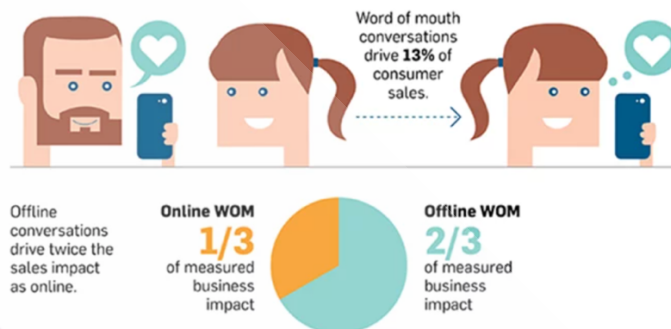 Word of mouth
conversations
drive 13% of
consumer
sales.
Offline
conversations
drive twice the
sales impact
as online.
Online WOM
1/3
of measured
business
impact
Offline WOM
2/3
of measured
business
impact